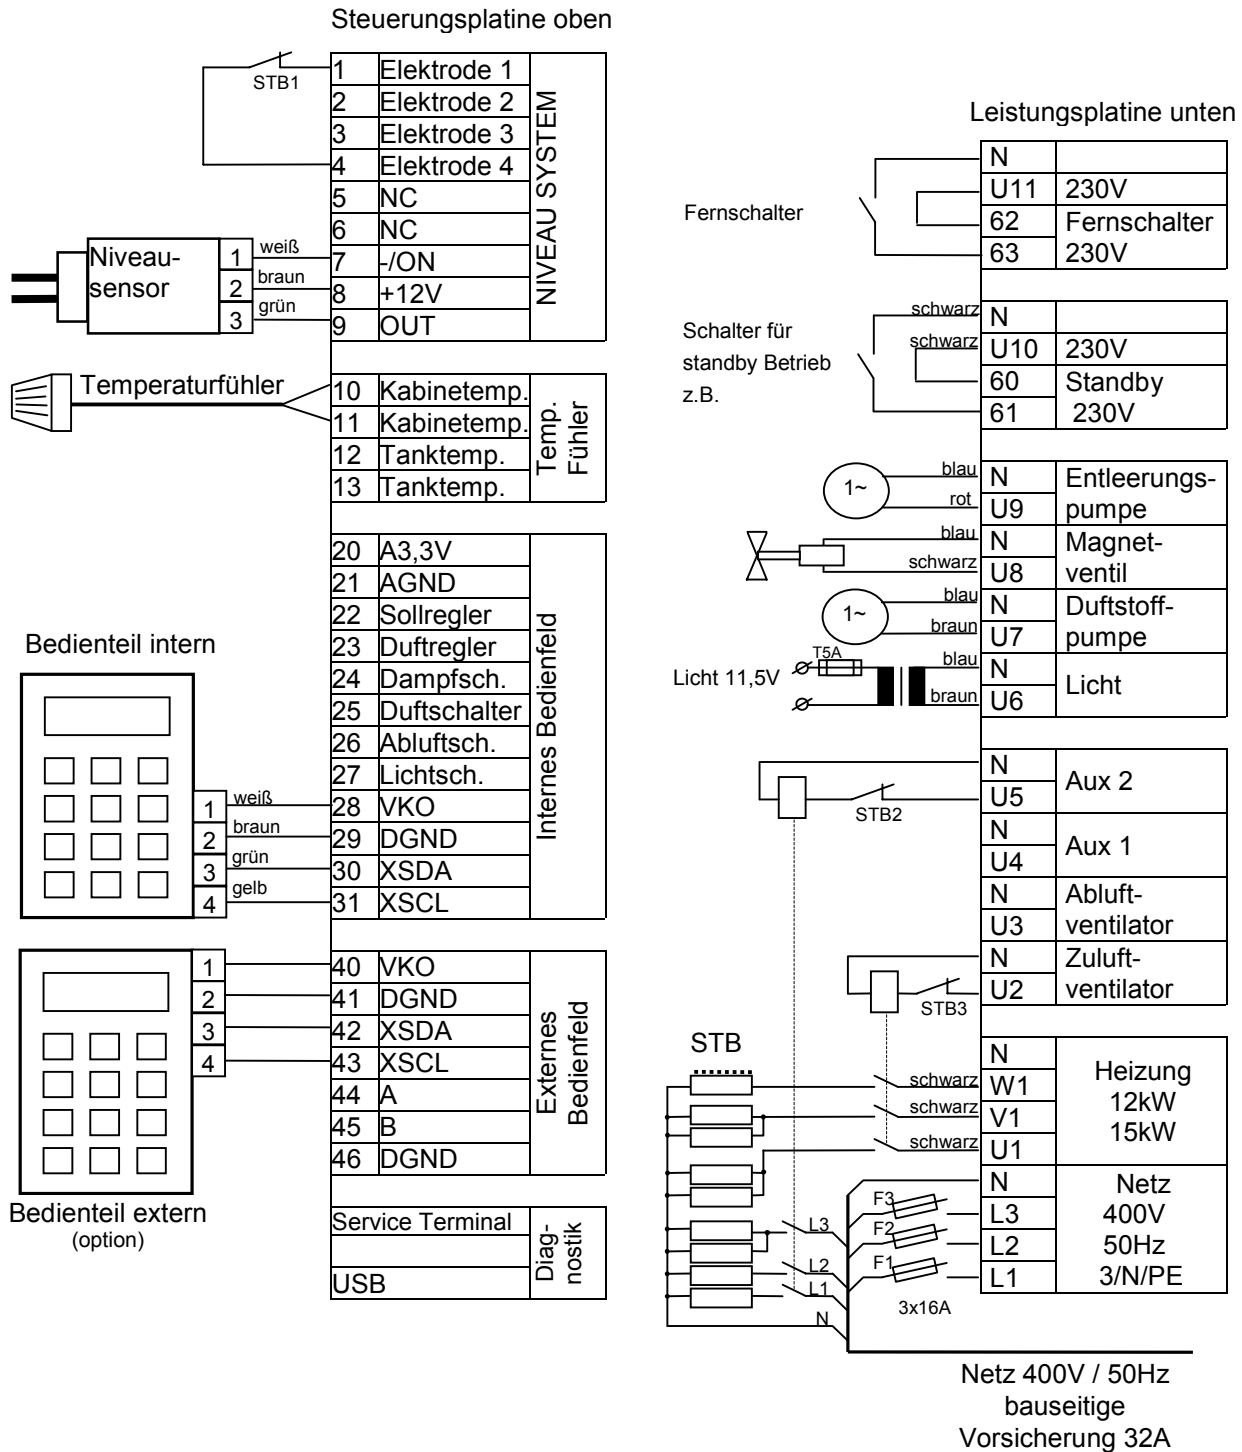 Steuerungsplatine oben
STB1
1 Elektrode 1
2 Elektrode 2
3 Elektrode 3
4 Elektrode 4
5 NC
6 NC
7 -/ON
8 +12V
9 OUT
NIVEAU SYSTEM
Niveau-
sensor
1 weiß
2 braun
3 grün
Temperaturfühler
10 Kabinetemp.
11 Kabinetemp.
12 Tanktemp.
13 Tanktemp.
Temp.
Fühler
20 A3,3V
21 AGND
22 Sollregler
23 Duftregler
24 Dampfsch.
25 Duftschalter
26 Abluftsch.
27 Lichtsch.
28 VKO
29 DGND
30 XSDA
31 XSCL
Internes Bedienfeld
Bedienteil intern
1 weiß
2 braun
3 grün
4 gelb
40 VKO
41 DGND
42 XSDA
43 XSCL
44 A
45 B
46 DGND
Externes
Bedienfeld
1
2
3
4
Bedienteil extern
(option)
Service Terminal
USB
Diag-
nostik
Leistungsplatine unten
N
U11 230V
62 Fernschalter
63 230V
Fernschalter
schwarz N
schwarz U10 230V
60 Standby
61 230V
Schalter für
standby Betrieb
z.B.
1~
blau N Entleerungs-
rot U9 pumpe
blau N Magnet-
schwarz U8 ventil
1~
blau N Duftstoff-
braun U7 pumpe
Licht 11,5V
T5A
blau N
braun U6
Licht
N
U5
Aux 2
STB2
N
U4
Aux 1
N Abluft-
U3 ventilator
N Zuluft-
U2 ventilator
STB3
STB
N
schwarz W1
schwarz V1
schwarz U1
Heizung
12kW
15kW
N Netz
F3 L3 400V
F2 L2 50Hz
F1 L1 3/N/PE
3x16A
L3
L2
L1
N
Netz 400V / 50Hz
bauseitige
Vorsicherung 32A